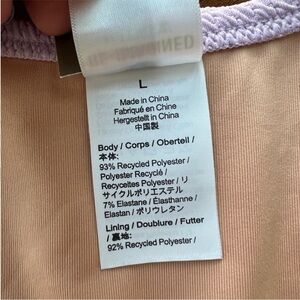 L
Made in China
Fabriqué en Chine
Hergestellt in China
中国製
Body / Corps / Oberteil /
本体:
93% Recycled Polyester /
Polyester Recyclé /
Recyceltes Polyester / リ
サイクルポリエステル
7% Elastane / Élasthanne /
Elastan / ポリウレタン
Lining / Doublure / Futter
/ 裏地:
92% Recycled Polyester /